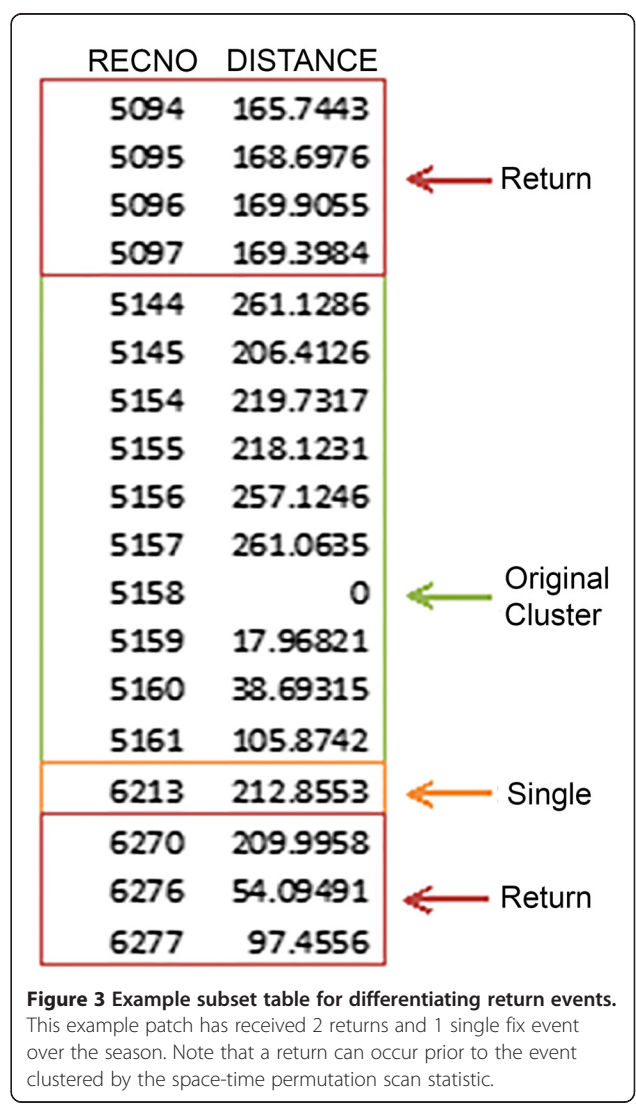 RECNO DISTANCE
5094 165.7443
5095 168.6976
5096 169.9055
5097 169.3984
Return
5144 261.1286
5145 206.4126
5154 219.7317
5155 218.1231
5156 257.1246
5157 261.0635
5158 0
5159 17.96821
5160 38.69315
5161 105.8742
Original
Cluster
6213 212.8553
Single
6270 209.9958
6276 54.09491
6277 97.4556
Return
Figure 3 Example subset table for differentiating return events.
This example patch has received 2 returns and 1 single fix event
over the season. Note that a return can occur prior to the event
clustered by the space-time permutation scan statistic.